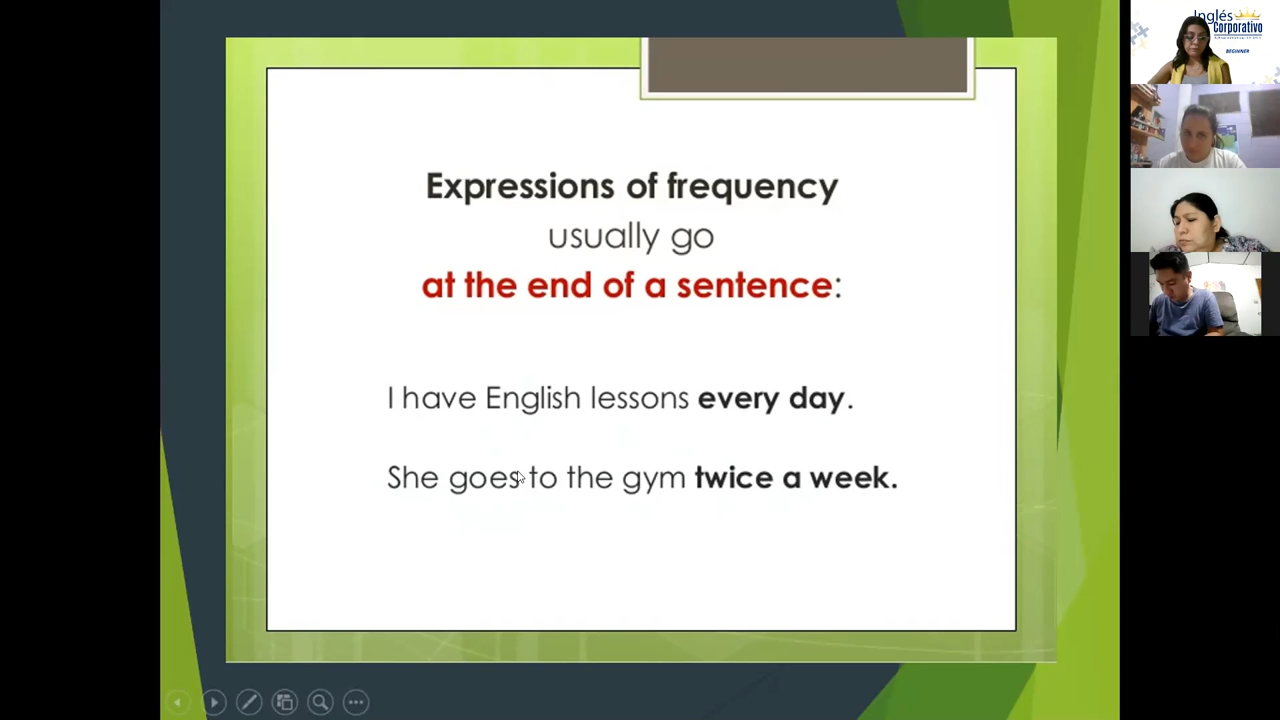 Expressions of frequency
usually go
at the end of a sentence:
I have English lessons every day.
She goes to the gym twice a week.
Inglés
Corporativo
BEGINNER